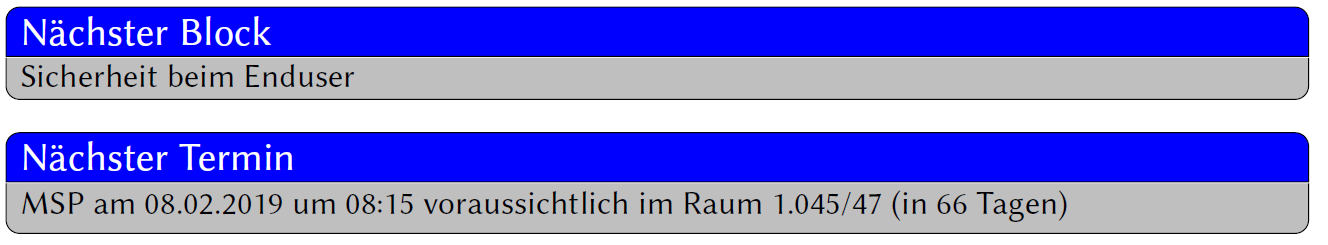 Nächster Block
Sicherheit beim Enduser
Nächster Termin
MSP am 08.02.2019 um 08:15 voraussichtlich im Raum 1.045/47 (in 66 Tagen)